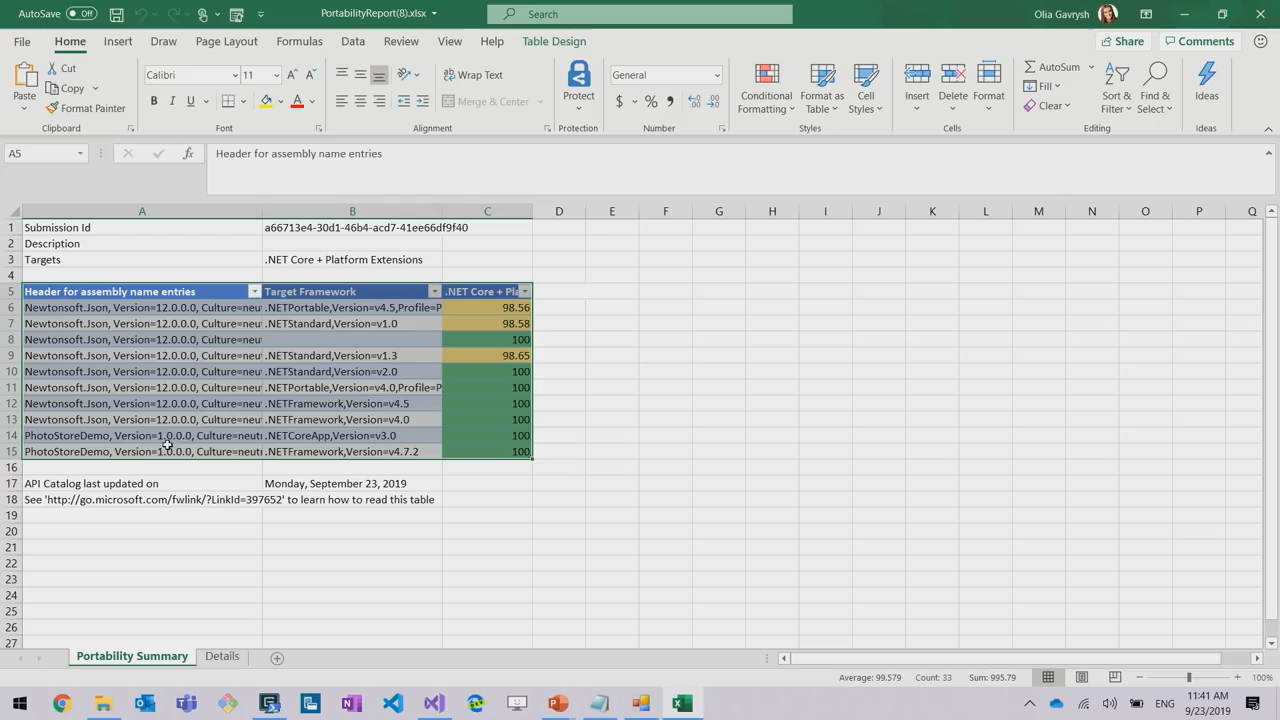 AutoSave Off PortabilityReport(8).xlsx Search Olia Gavrysh
File Home Insert Draw Page Layout Formulas Data Review View Help Table Design Share Comments
Paste
Cut
Copy
Format Painter
Clipboard
Calibri 11
B I U
Font
Wrap Text
Merge & Center
Alignment
Protect
Protection
General
$ %
Number
Conditional Formatting
Format as Table
Cell Styles
Styles
Insert Delete Format
Cells
AutoSum
Fill
Clear
Sort & Filter
Find & Select
Editing
Ideas
Ideas
A5 fx Header for assembly name entries
A B C D E F G H I J K L M N O P Q
1 Submission Id a66713e4-30d1-46b4-acd7-41ee66df9f40
2 Description
3 Targets .NET Core + Platform Extensions
4
5 Header for assembly name entries Target Framework .NET Core + Pla
6 Newtonsoft.Json, Version=12.0.0.0, Culture=neut .NETPortable,Version=v4.5,Profile=P 98.56
7 Newtonsoft.Json, Version=12.0.0.0, Culture=neut .NETStandard,Version=v1.0 98.58
8 Newtonsoft.Json, Version=12.0.0.0, Culture=neut 100
9 Newtonsoft.Json, Version=12.0.0.0, Culture=neut .NETStandard,Version=v1.3 98.65
10 Newtonsoft.Json, Version=12.0.0.0, Culture=neut .NETStandard,Version=v2.0 100
11 Newtonsoft.Json, Version=12.0.0.0, Culture=neut .NETPortable,Version=v4.0,Profile=P 100
12 Newtonsoft.Json, Version=12.0.0.0, Culture=neut .NETFramework,Version=v4.5 100
13 Newtonsoft.Json, Version=12.0.0.0, Culture=neut .NETFramework,Version=v4.0 100
14 PhotoStoreDemo, Version=1.0.0.0, Culture=neutr .NETCoreApp,Version=v3.0 100
15 PhotoStoreDemo, Version=1.0.0.0, Culture=neutr .NETFramework,Version=v4.7.2 100
16
17 API Catalog last updated on Monday, September 23, 2019
18 See 'http://go.microsoft.com/fwlink/?LinkId=397652' to learn how to read this table
19
20
21
22
23
24
25
26
27
Portability Summary Details
Average: 99.579 Count: 33 Sum: 995.79 100%
ENG 11:41 AM
9/23/2019